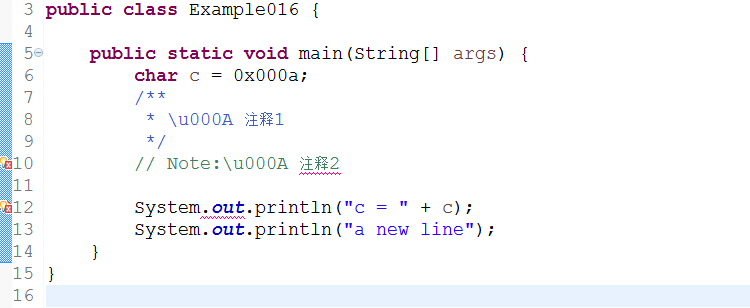 3 public class Example016 {
4
5 public static void main(String[] args) {
6 char c = 0x000a;
7 /**
8 * \u000A 注释1
9 */
10 // Note:\u000A 注释2
11
12 System.out.println("c = " + c);
13 System.out.println("a new line");
14 }
15 }
16